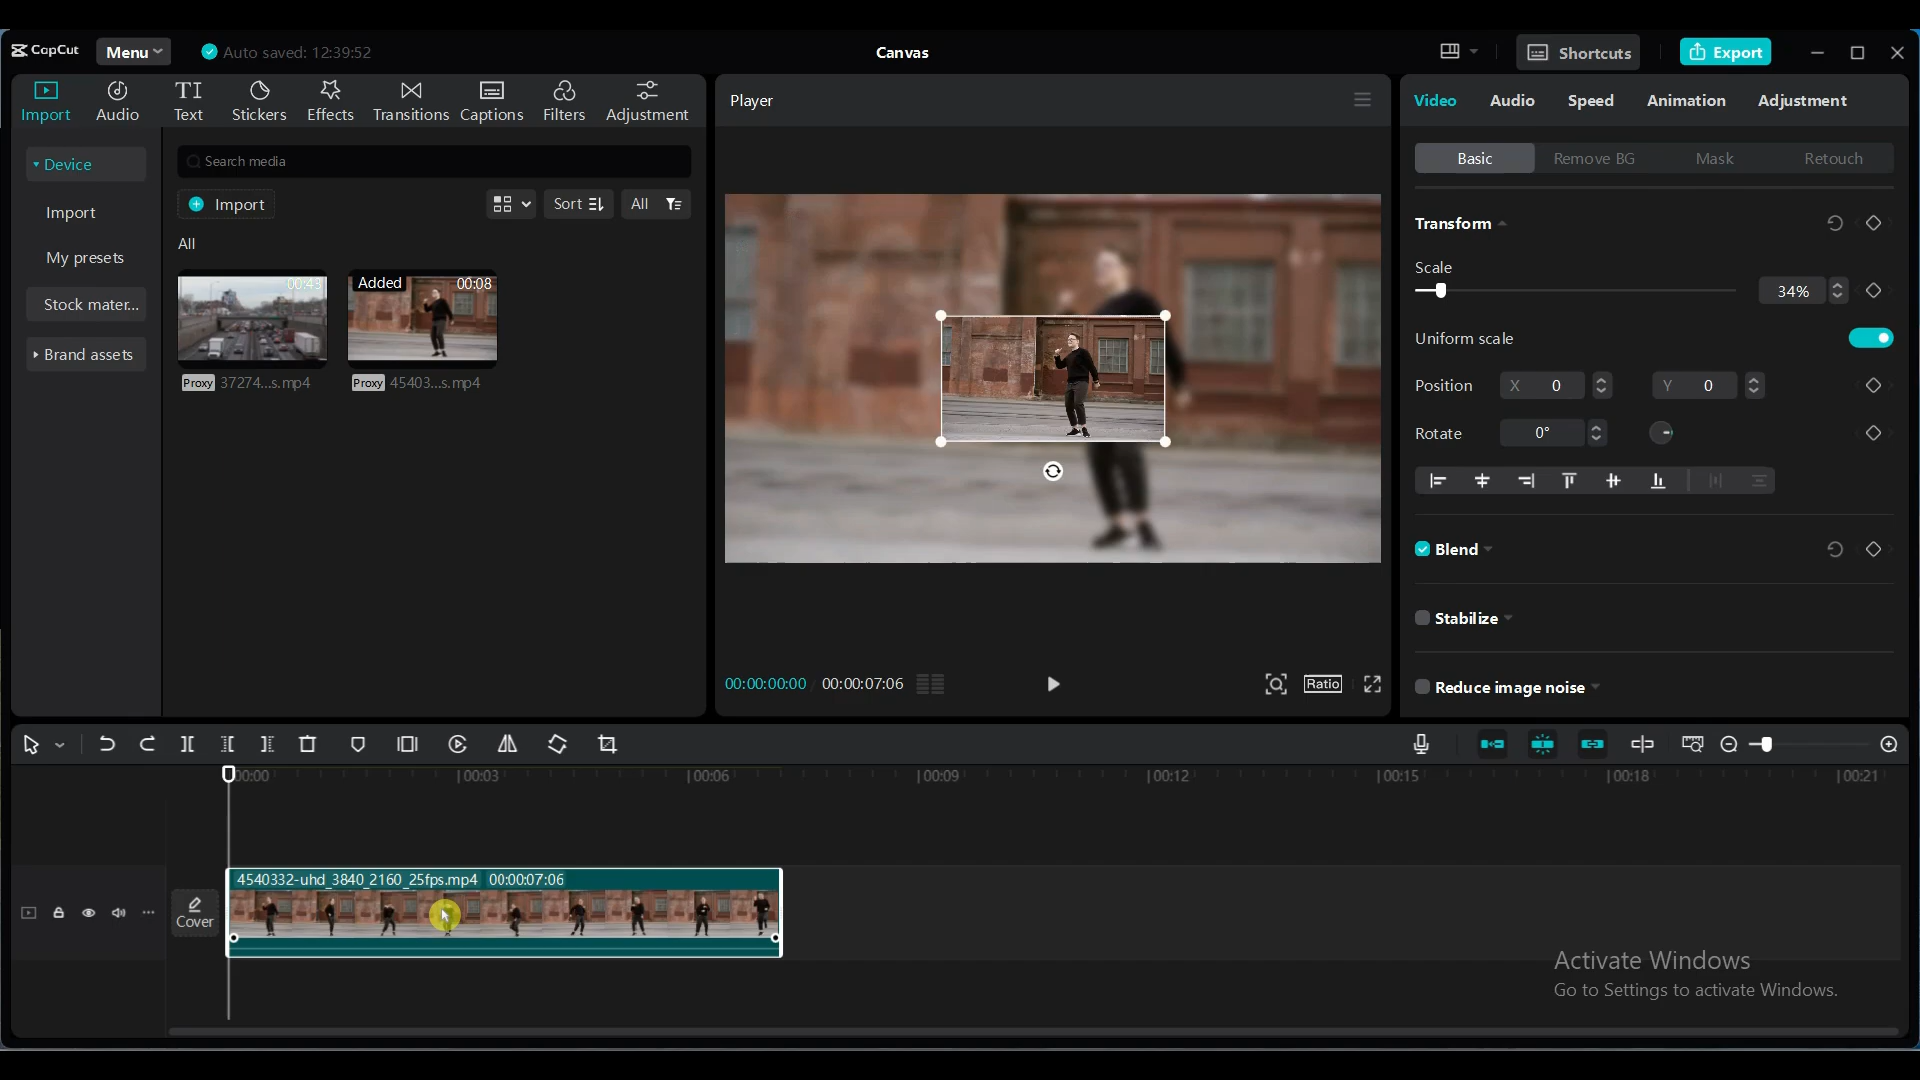 CapCut Menu Auto saved: 12:39:52 Canvas Shortcuts Export
Import Audio Text Stickers Effects Transitions Captions Filters Adjustment
Device
Import
My presets
Stock mater...
Brand assets
Search media
Import Sort All
All
00:43
Added 00:08
Proxy 37274...s.mp4
Proxy 45403...s.mp4
Player
00:00:00:00 00:00:07:06 Ratio
Video Audio Speed Animation Adjustment
Basic Remove BG Mask Retouch
Transform
Scale
34%
Uniform scale
Position X 0 Y 0
Rotate 0°
Blend
Stabilize
Reduce image noise
00:00 00:03 00:06 00:09 00:12 00:15 00:18 00:21
Cover
4540332-uhd_3840_2160_25fps.mp4 00:00:07:06
Activate Windows
Go to Settings to activate Windows.